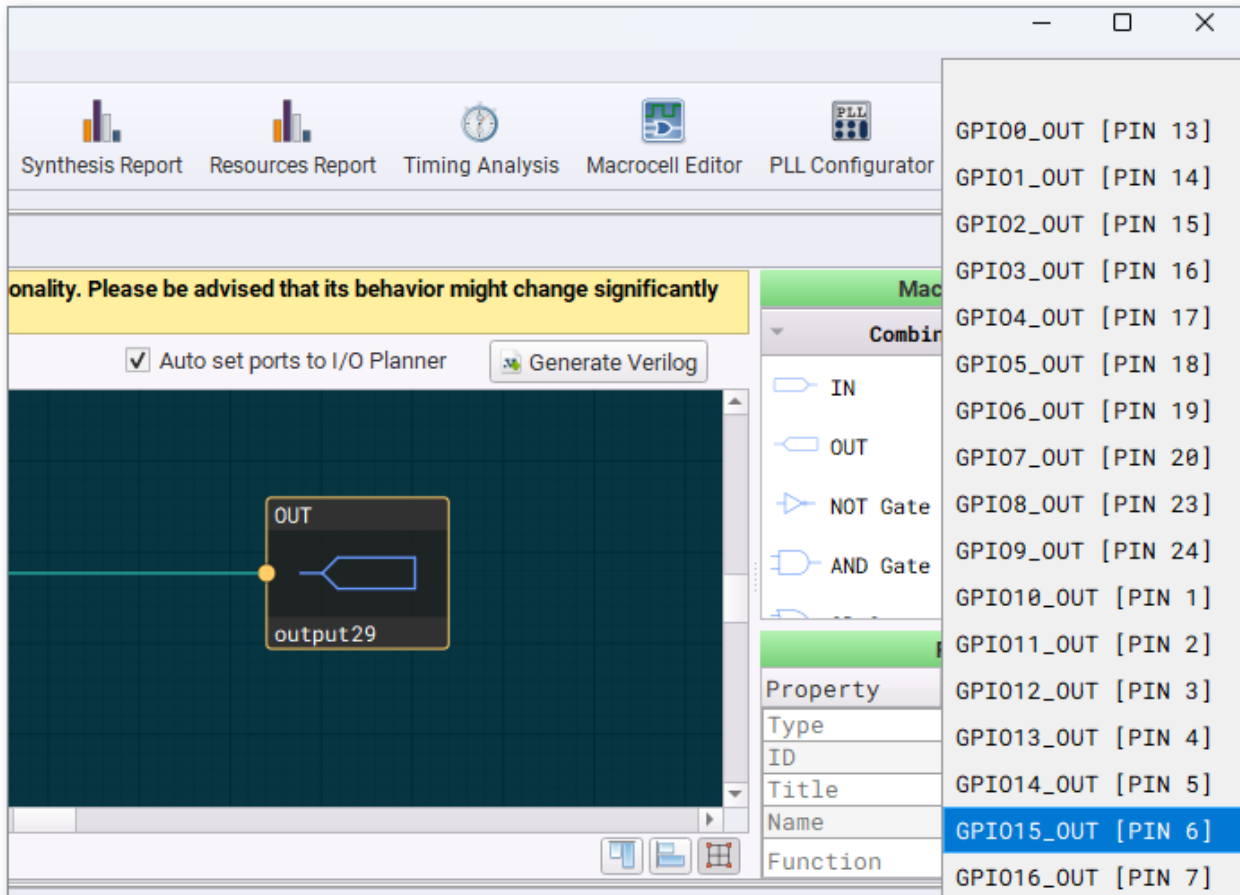 PLL
Synthesis Report
Resources Report
Timing Analysis
Macrocell Editor
PLL Configurator
onality. Please be advised that its behavior might change significantly
Auto set ports to I/O Planner
Generate Verilog
OUT
output29
Mac
Combin
IN
OUT
NOT Gate
AND Gate
Property
Type
ID
Title
Name
Function
GPIO0_OUT [PIN 13]
GPIO1_OUT [PIN 14]
GPIO2_OUT [PIN 15]
GPIO3_OUT [PIN 16]
GPIO4_OUT [PIN 17]
GPIO5_OUT [PIN 18]
GPIO6_OUT [PIN 19]
GPIO7_OUT [PIN 20]
GPIO8_OUT [PIN 23]
GPIO9_OUT [PIN 24]
GPIO10_OUT [PIN 1]
GPIO11_OUT [PIN 2]
GPIO12_OUT [PIN 3]
GPIO13_OUT [PIN 4]
GPIO14_OUT [PIN 5]
GPIO15_OUT [PIN 6]
GPIO16_OUT [PIN 7]